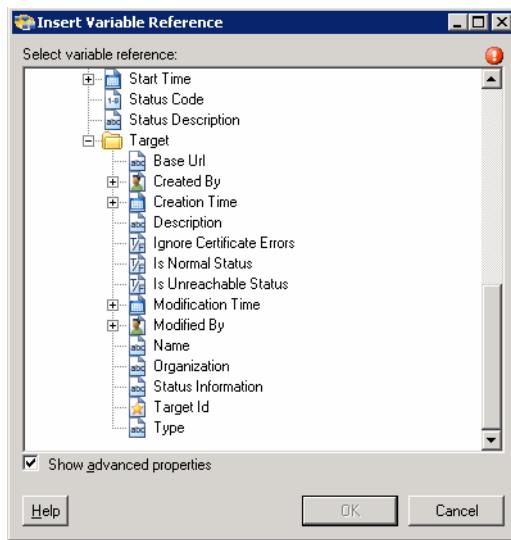 Insert Variable Reference
Select variable reference:
Start Time
Status Code
Status Description
Target
Base Url
Created By
Creation Time
Description
Ignore Certificate Errors
Is Normal Status
Is Unreachable Status
Modification Time
Modified By
Name
Organization
Status Information
Target Id
Type
Show advanced properties
Help
OK
Cancel